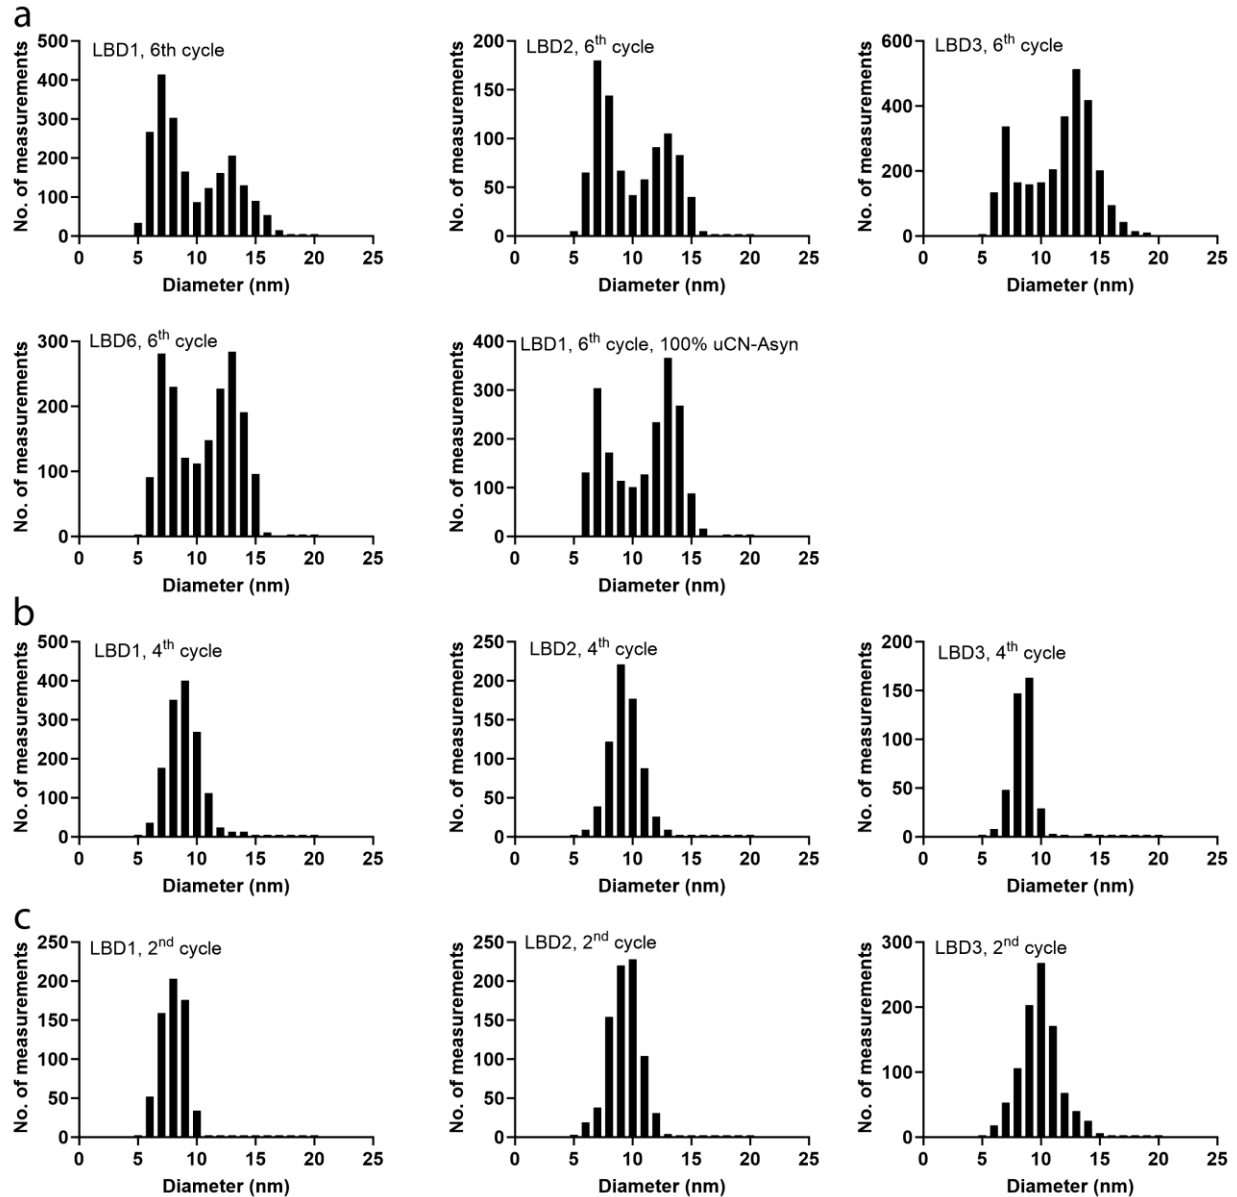 a
LBD1, 6th cycle
No. of measurements
500
400
300
200
100
0
0 5 10 15 20 25
Diameter (nm)
LBD2, 6th cycle
No. of measurements
200
150
100
50
0
0 5 10 15 20 25
Diameter (nm)
LBD3, 6th cycle
No. of measurements
600
400
200
0
0 5 10 15 20 25
Diameter (nm)
LBD6, 6th cycle
No. of measurements
300
200
100
0
0 5 10 15 20 25
Diameter (nm)
LBD1, 6th cycle, 100% uCN-Asyn
No. of measurements
400
300
200
100
0
0 5 10 15 20 25
Diameter (nm)
b
LBD1, 4th cycle
No. of measurements
500
400
300
200
100
0
0 5 10 15 20 25
Diameter (nm)
LBD2, 4th cycle
No. of measurements
250
200
150
100
50
0
0 5 10 15 20 25
Diameter (nm)
LBD3, 4th cycle
No. of measurements
200
150
100
50
0
0 5 10 15 20 25
Diameter (nm)
c
LBD1, 2nd cycle
No. of measurements
250
200
150
100
50
0
0 5 10 15 20 25
Diameter (nm)
LBD2, 2nd cycle
No. of measurements
250
200
150
100
50
0
0 5 10 15 20 25
Diameter (nm)
LBD3, 2nd cycle
No. of measurements
300
200
100
0
0 5 10 15 20 25
Diameter (nm)